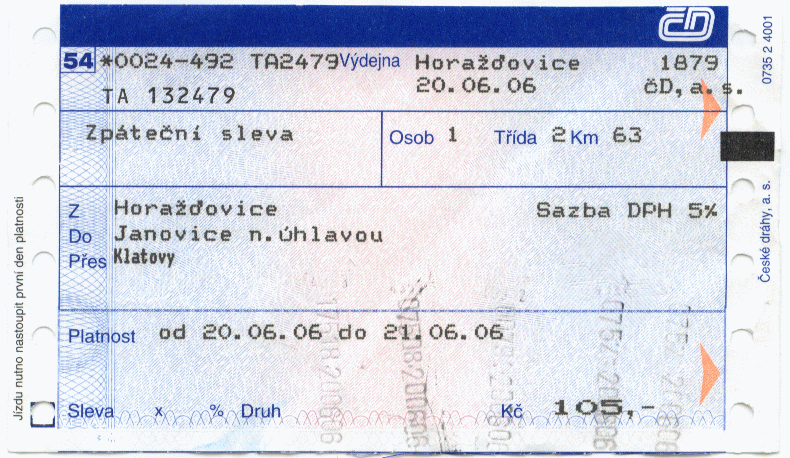 ČD
54 *0024-492 TA2479 Výdejna Horažďovice 1879
20.06.06 čD, a. s.
TA 132479
Zpáteční sleva Osob 1 Třída 2 Km 63
Z Horažďovice Sazba DPH 5%
Do Janovice n.úhlavou
Přes Klatovy
Platnost od 20.06.06 do 21.06.06
Sleva x % Druh Kč 105,-
Jízdu nutno nastoupit první den platnosti
0735 2 4001
České dráhy, a. s.